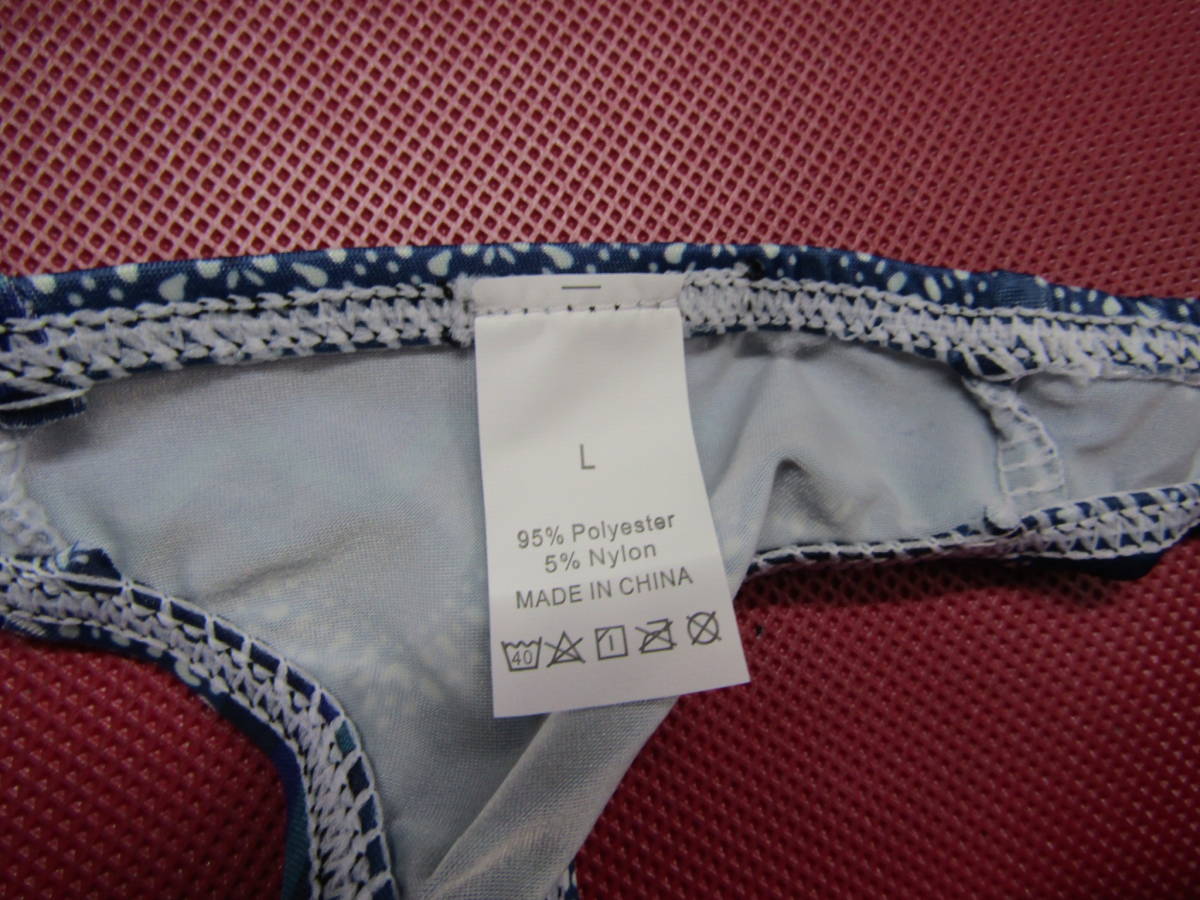 L
95% Polyester
5% Nylon
MADE IN CHINA
40